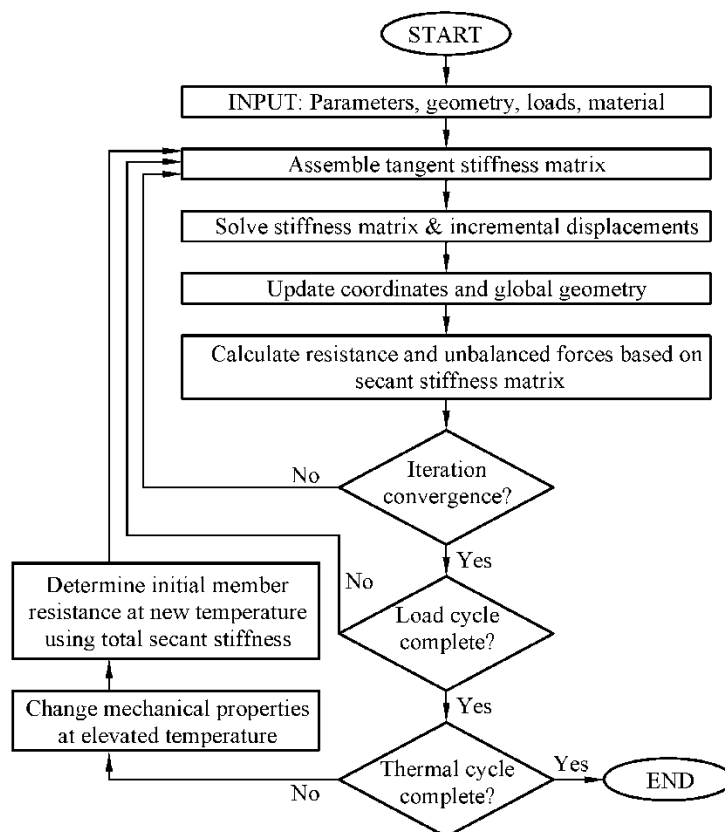 START
INPUT: Parameters, geometry, loads, material
Assemble tangent stiffness matrix
Solve stiffness matrix & incremental displacements
Update coordinates and global geometry
Calculate resistance and unbalanced forces based on
secant stiffness matrix
No
Iteration
convergence?
Yes
No
Load cycle
complete?
Determine initial member
resistance at new temperature
using total secant stiffness
Yes
Change mechanical properties
at elevated temperature
No
Thermal cycle
complete?
Yes
END